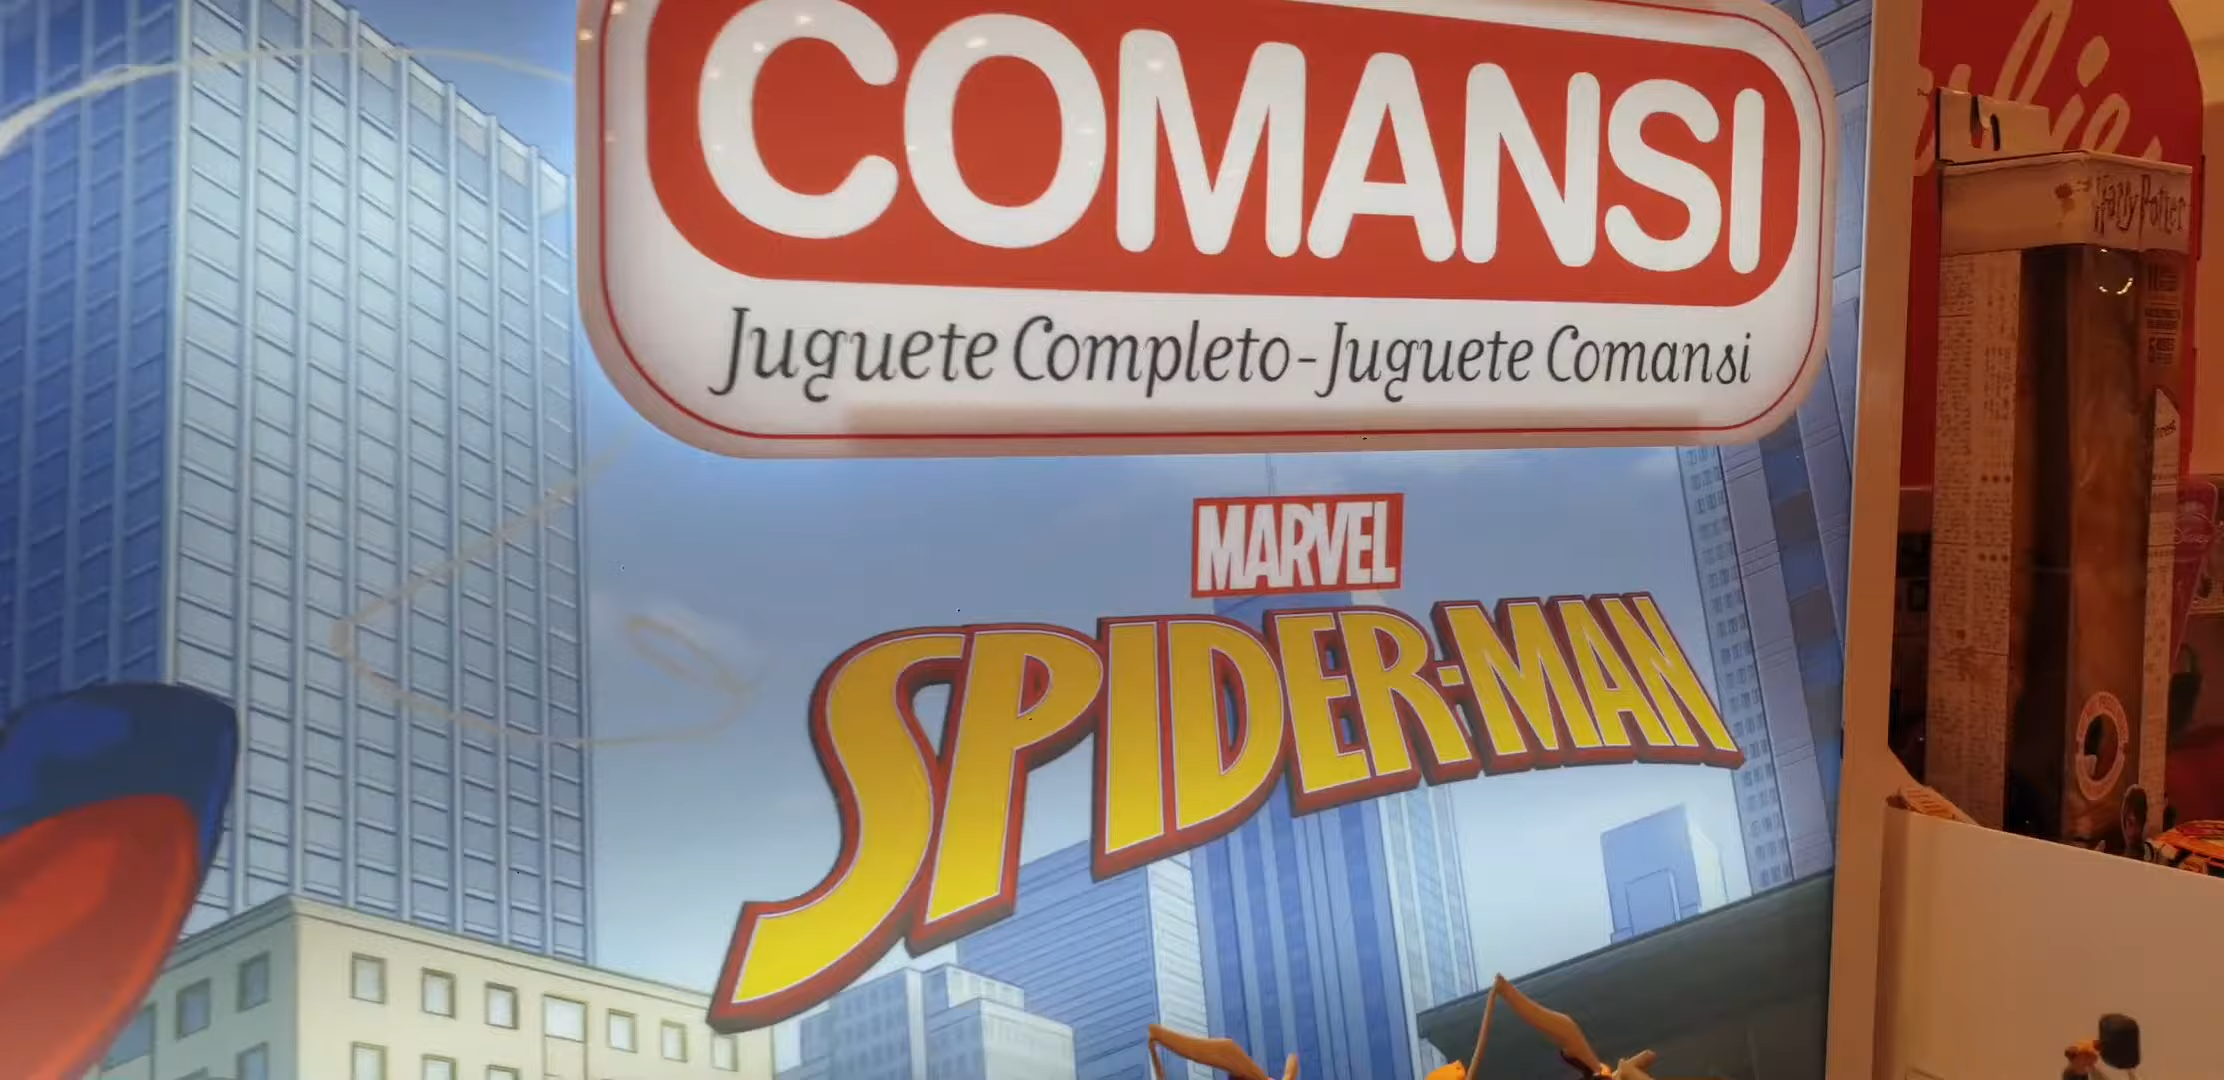 COMANSI
Juguete Completo-Juguete Comansi
MARVEL
SPIDER-MAN
Harry Potter